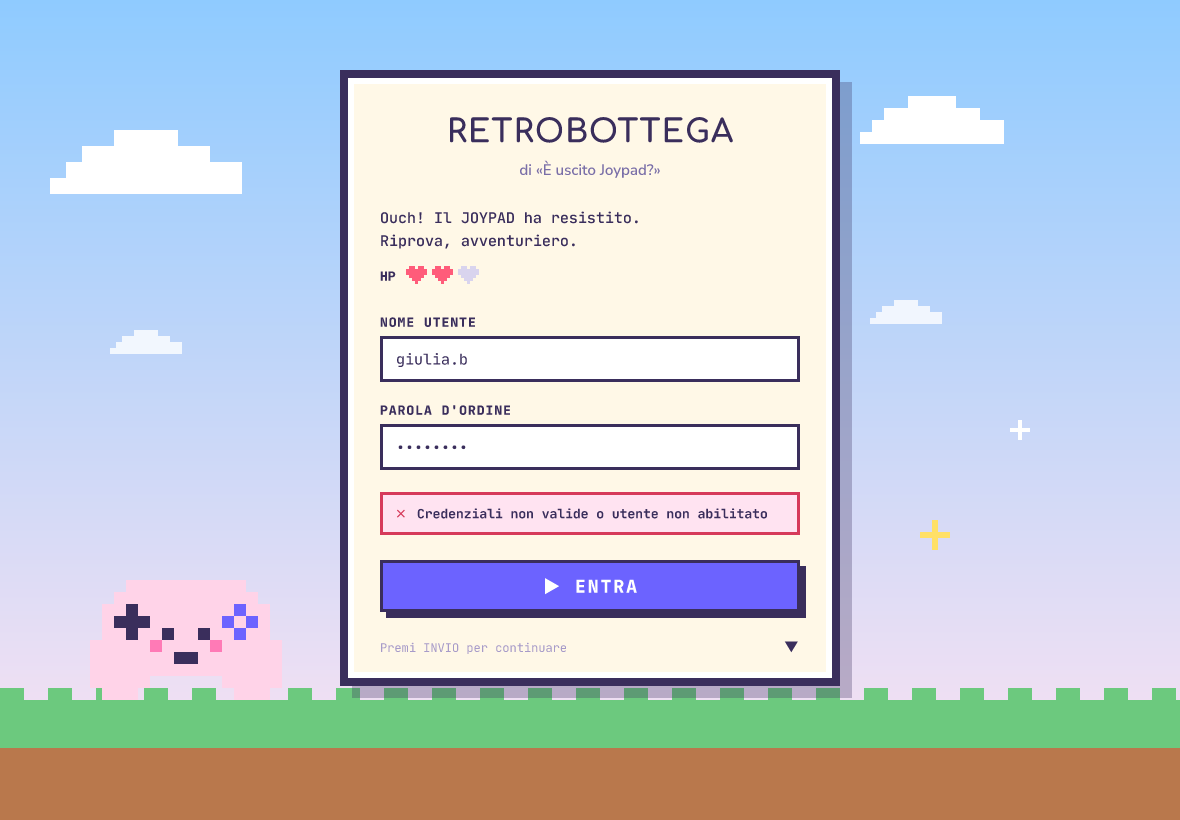 RETROBOTTEGA
di «È uscito Joypad?»
Ouch! Il JOYPAD ha resistito.
Riprova, avventuriero.
HP
NOME UTENTE
giulia.b
PAROLA D'ORDINE
••••••••
✕ Credenziali non valide o utente non abilitato
▶ ENTRA
Premi INVIO per continuare ▼